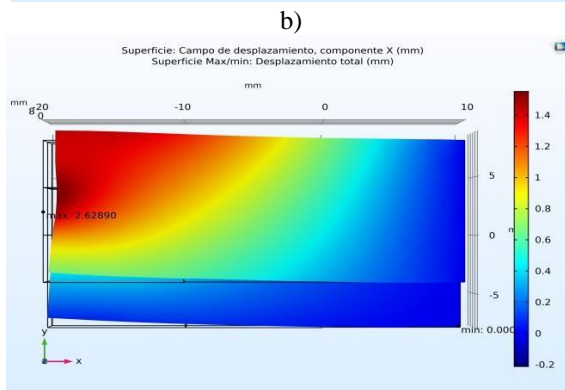 b)
Superficie: Campo de desplazamiento, componente X (mm)
Superficie Max/min: Desplazamiento total (mm)
mm
mm
-20
-10
0
10
0
5
0
-5
max: 2.62890
min: 0.000
y
z
x
1.4
1.2
1
0.8
0.6
0.4
0.2
0
-0.2